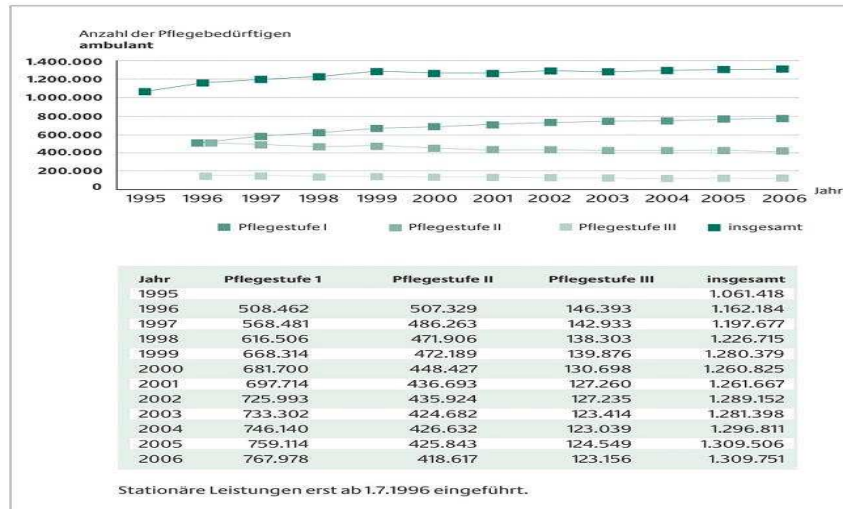 Anzahl der Pflegebedürftigen
ambulant
1.400.000
1.200.000
1.000.000
800.000
600.000
400.000
200.000
0
1995 1996 1997 1998 1999 2000 2001 2002 2003 2004 2005 2006 Jahr
Pflegestufe I Pflegestufe II Pflegestufe III insgesamt
Jahr Pflegestufe 1 Pflegestufe II Pflegestufe III insgesamt
1995 1.061.418
1996 508.462 507.329 146.393 1.162.184
1997 568.481 486.263 142.933 1.197.677
1998 616.506 471.906 138.303 1.226.715
1999 668.314 472.189 139.876 1.280.379
2000 681.700 448.427 130.698 1.260.825
2001 697.714 436.693 127.260 1.261.667
2002 725.993 435.924 127.235 1.289.152
2003 733.302 424.682 123.414 1.281.398
2004 746.140 426.632 123.039 1.296.811
2005 759.114 425.843 124.549 1.309.506
2006 767.978 418.617 123.156 1.309.751
Stationäre Leistungen erst ab 1.7.1996 eingeführt.